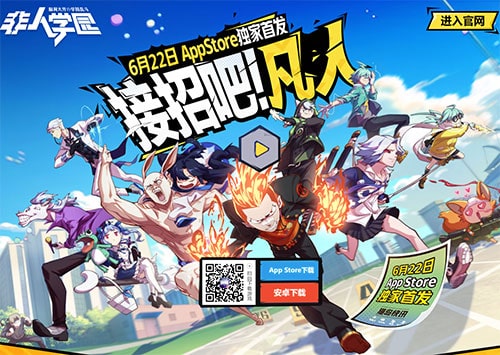 非人学园
进入官网
6月22日 AppStore独家首发
接招吧!凡人
App Store下载
安卓下载
6月22日
App Store
独家首发